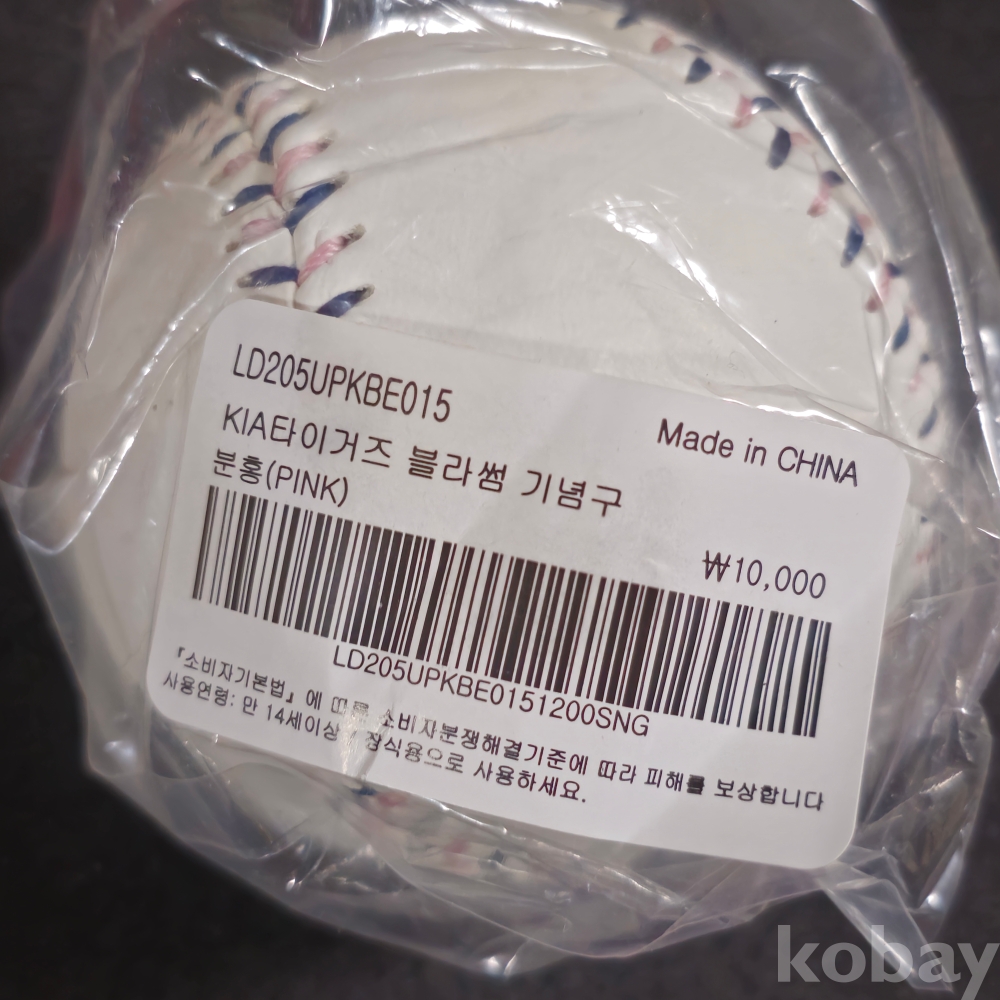 LD205UPKBE015
Made in CHINA
KIA타이거즈 블라썸 기념구
분홍(PINK)
₩10,000
LD205UPKBE0151200SNG
『소비자기본법』에 따른 소비자분쟁해결기준에 따라 피해를 보상합니다
사용연령: 만 14세이상 장식용으로 사용하세요.
kobay